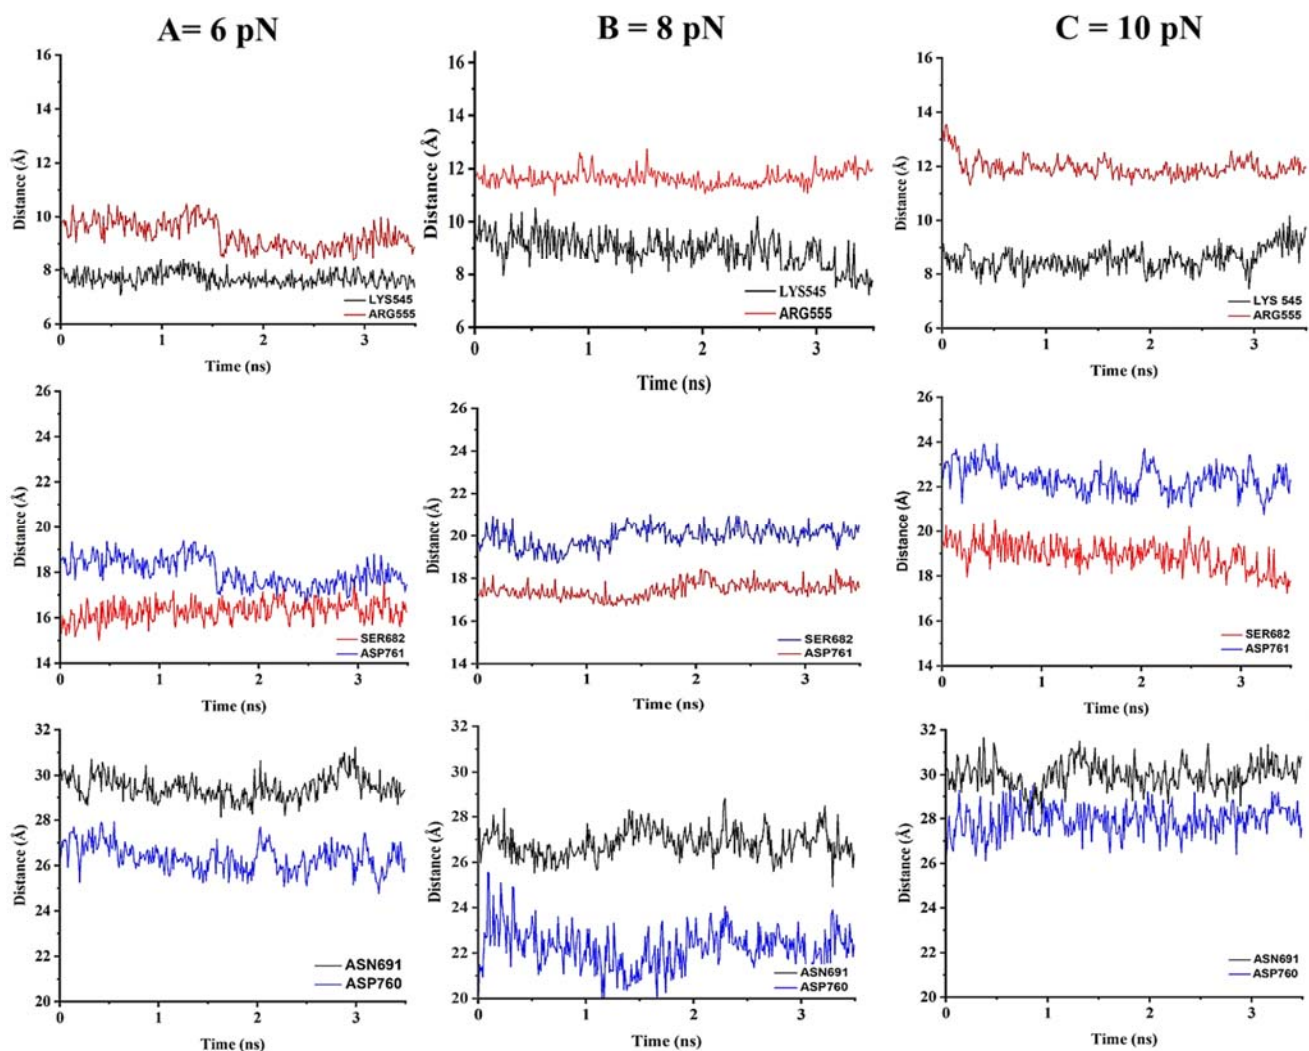 A= 6 pN
B = 8 pN
C = 10 pN
16
14
12
10
8
6
Distance (Å)
LYS545
ARG555
0
1
2
3
Time (ns)
16
14
12
10
8
6
Distance (Å)
LYS545
ARG555
0
1
2
3
Time (ns)
16
14
12
10
8
6
Distance (Å)
LYS 545
ARG555
0
1
2
3
Time (ns)
26
24
22
20
18
16
14
Distance (Å)
SER682
ASP761
0
1
2
3
Time (ns)
26
24
22
20
18
16
14
Distance (Å)
SER682
ASP761
0
1
2
3
Time (ns)
26
24
22
20
18
16
14
Distance (Å)
SER682
ASP761
0
1
2
3
Time (ns)
32
30
28
26
24
22
20
Distance (Å)
ASN691
ASP760
0
1
2
3
Time (ns)
32
30
28
26
24
22
20
Distance (Å)
ASN691
ASP760
0
1
2
3
Time (ns)
32
30
28
26
24
22
20
Distance (Å)
ASN691
ASP760
0
1
2
3
Time (ns)